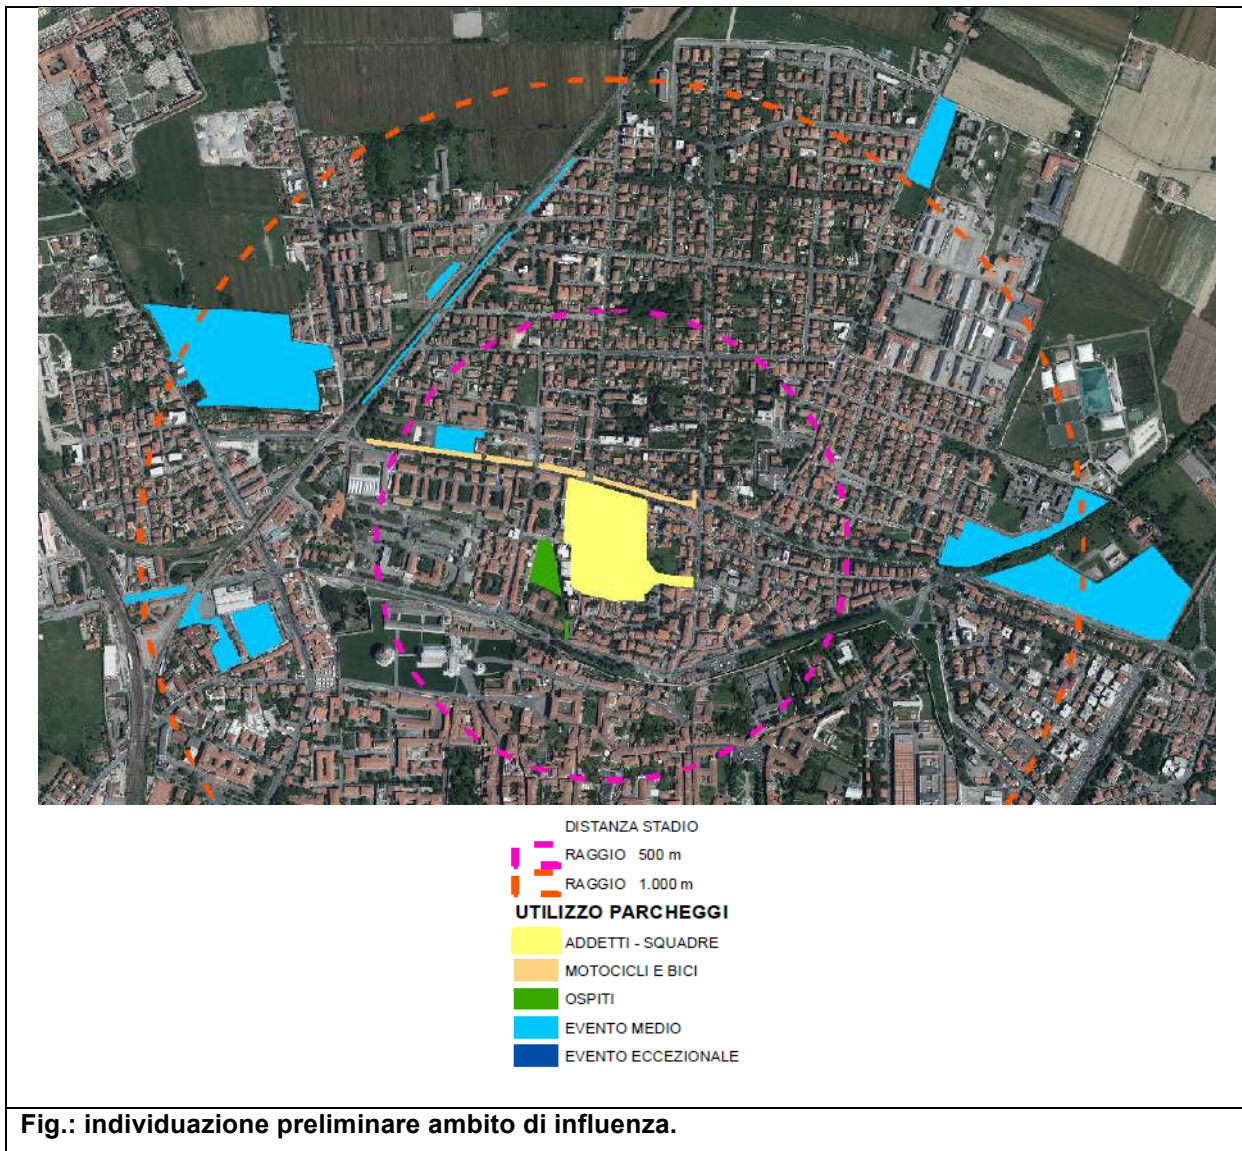 DISTANZA STADIO
RAGGIO 500 m
RAGGIO 1.000 m
UTILIZZO PARCHEGGI
ADDETTI - SQUADRE
MOTOCICLI E BICI
OSPITI
EVENTO MEDIO
EVENTO ECCEZIONALE
Fig.: individuazione preliminare ambito di influenza.